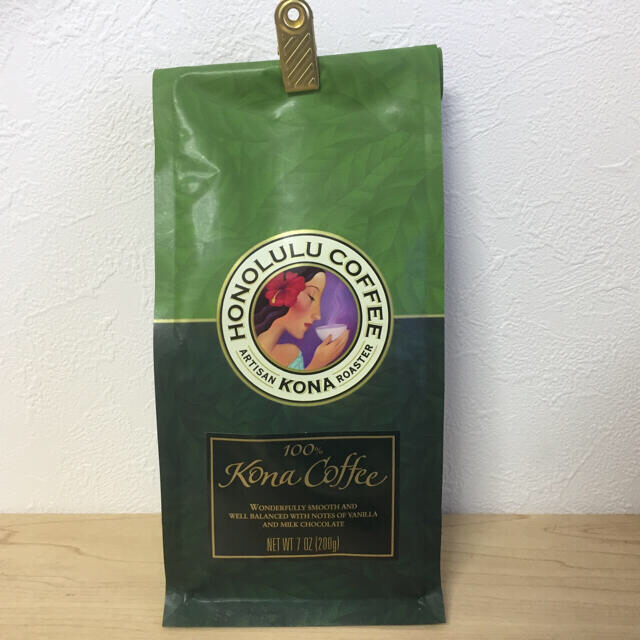 HONOLULU COFFEE
ARTISAN KONA ROASTER
100%
Kona Coffee
WONDERFULLY SMOOTH AND
WELL BALANCED WITH NOTES OF VANILLA
AND MILK CHOCOLATE
NET WT 7 OZ (200g)